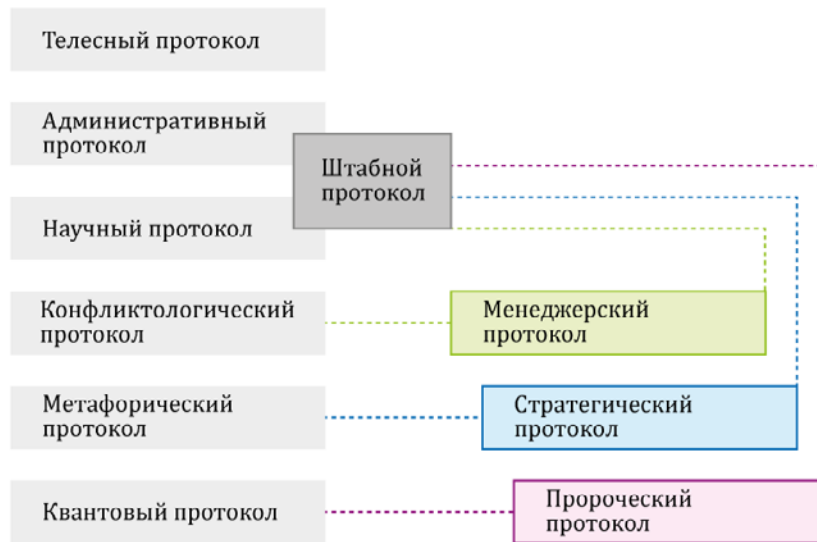 Телесный протокол
Административный
протокол
Штабной
протокол
Научный протокол
Конфликтологический
протокол
Менеджерский
протокол
Метафорический
протокол
Стратегический
протокол
Квантовый протокол
Пророческий
протокол